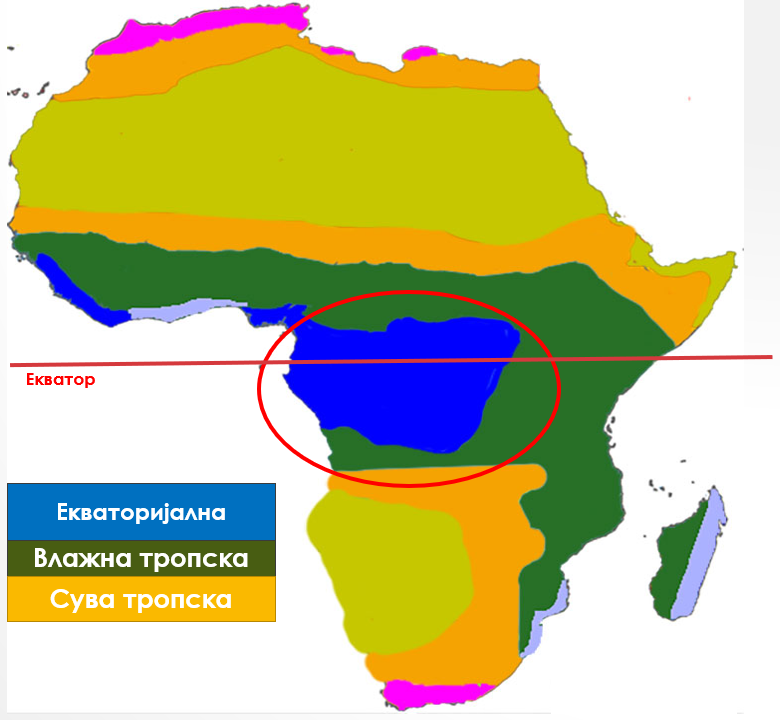 Екватор
Екваторијална
Влажна тропска
Сува тропска